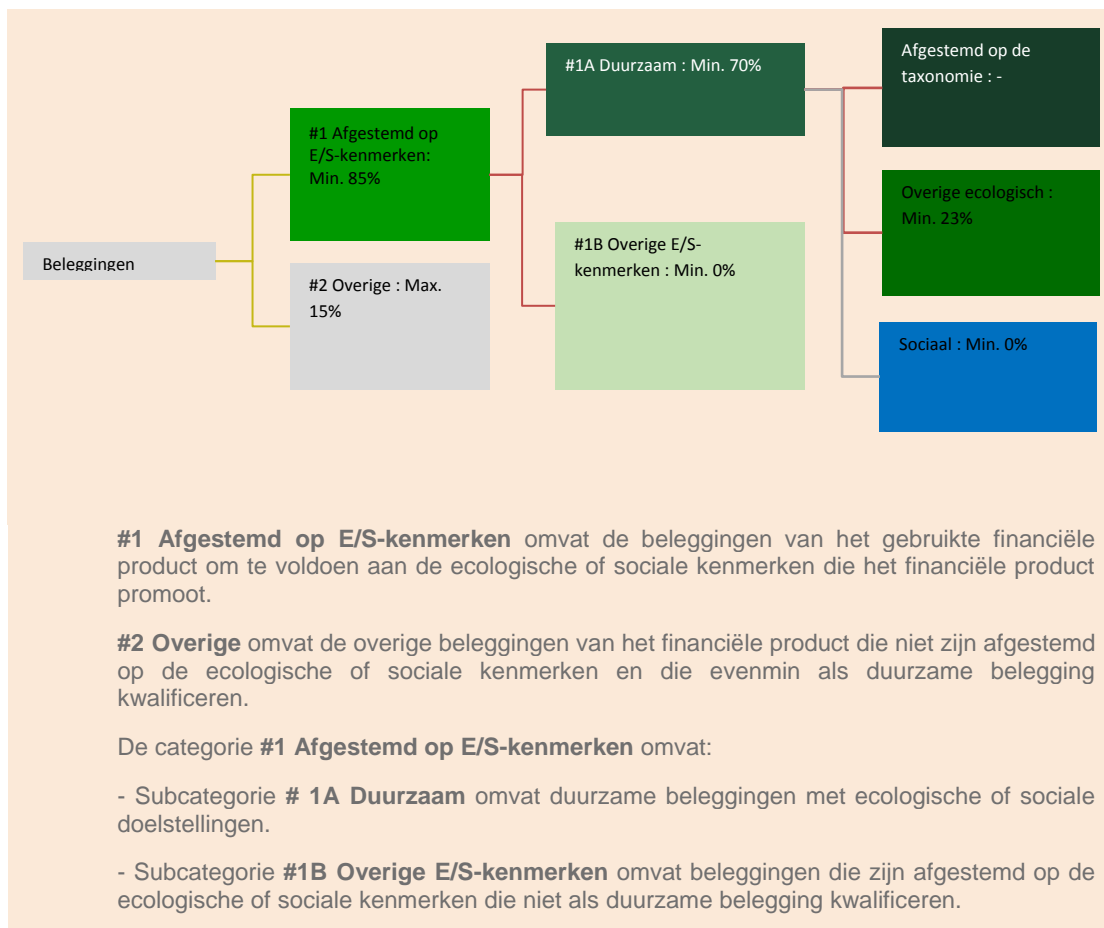 Beleggingen
#1 Afgestemd op
E/S-kenmerken:
Min. 85%
#2 Overige : Max.
15%
#1A Duurzaam : Min. 70%
#1B Overige E/S-
kenmerken : Min. 0%
Afgestemd op de
taxonomie : -
Overige ecologisch :
Min. 23%
Sociaal : Min. 0%
#1 Afgestemd op E/S-kenmerken omvat de beleggingen van het gebruikte financiële
product om te voldoen aan de ecologische of sociale kenmerken die het financiële product
promoot.
#2 Overige omvat de overige beleggingen van het financiële product die niet zijn afgestemd
op de ecologische of sociale kenmerken en die evenmin als duurzame belegging
kwalificeren.
De categorie #1 Afgestemd op E/S-kenmerken omvat:
- Subcategorie # 1A Duurzaam omvat duurzame beleggingen met ecologische of sociale
doelstellingen.
- Subcategorie #1B Overige E/S-kenmerken omvat beleggingen die zijn afgestemd op de
ecologische of sociale kenmerken die niet als duurzame belegging kwalificeren.